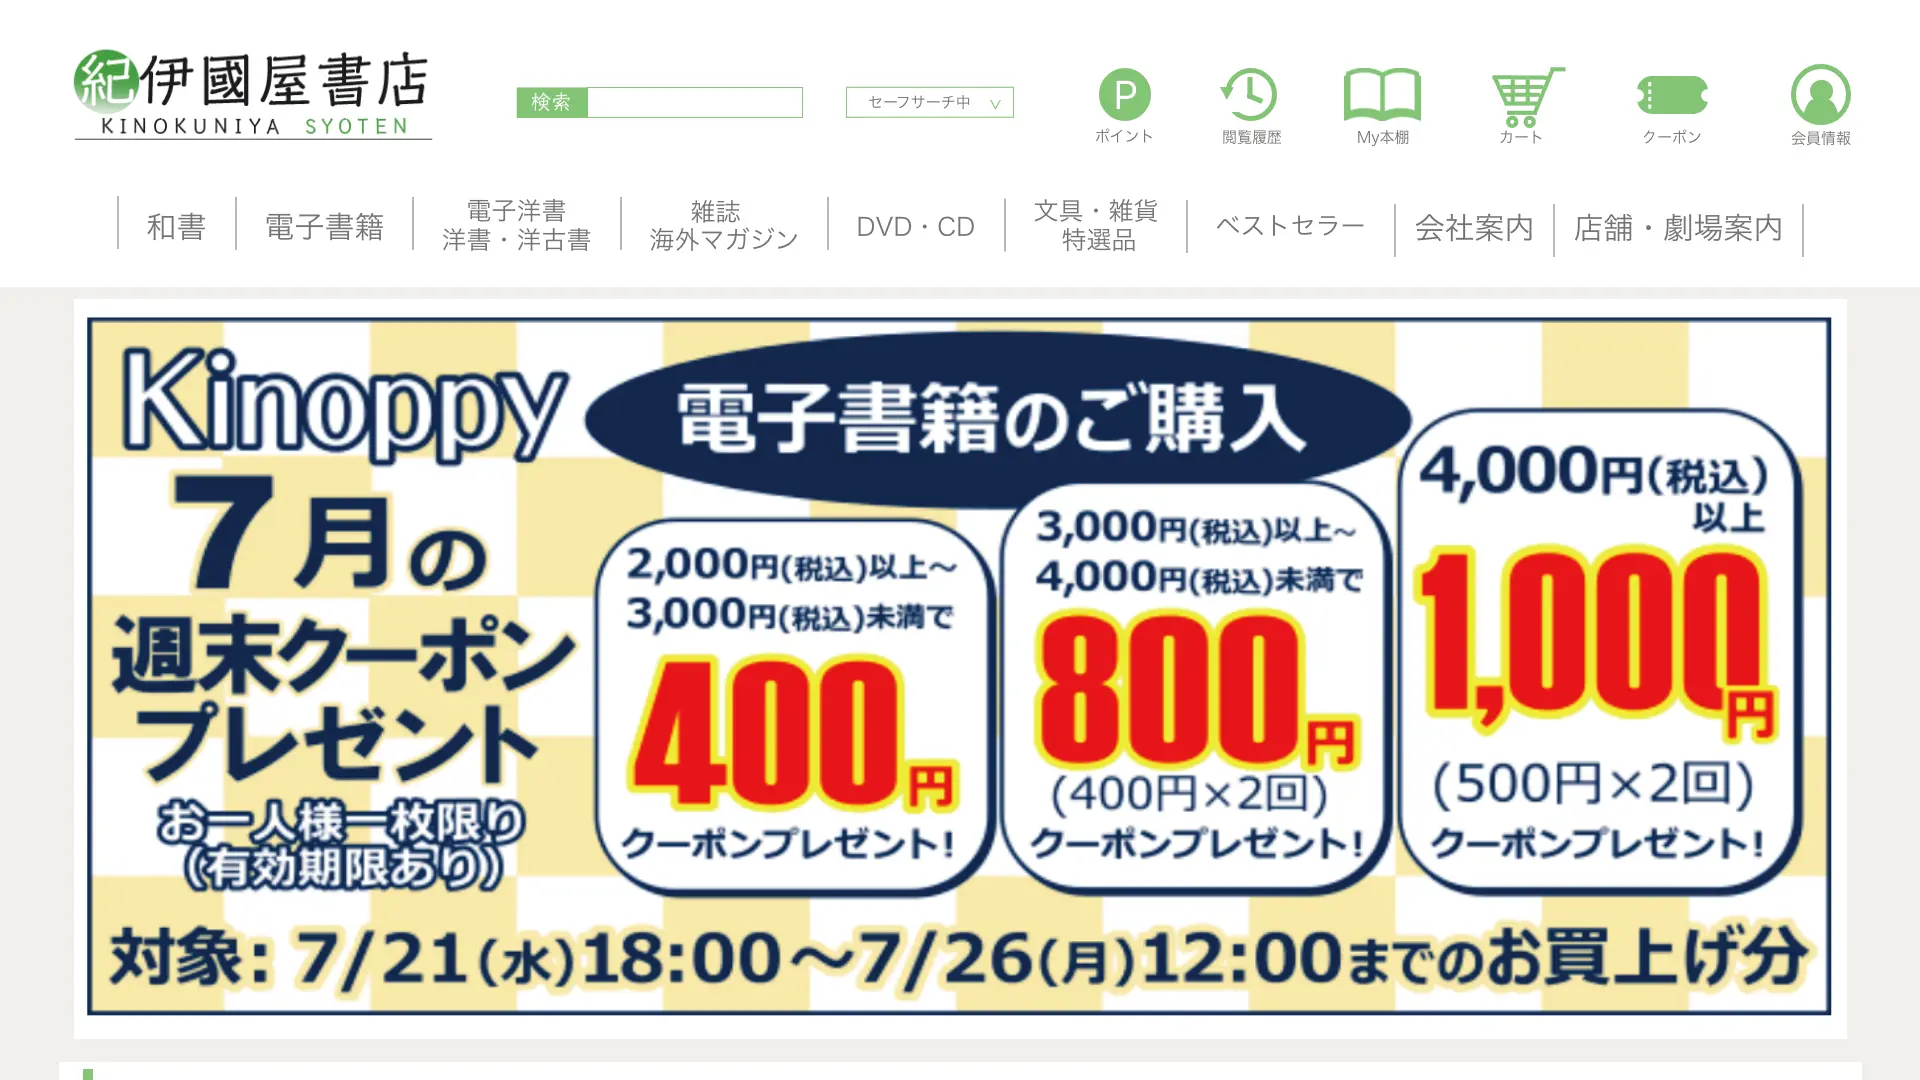 紀伊國屋書店
KINOKUNIYA SYOTEN
検索
セーフサーチ中
P
ポイント
閲覧履歴
My本棚
カート
クーポン
会員情報
和書
電子書籍
電子洋書
洋書・洋古書
雑誌
海外マガジン
DVD・CD
文具・雑貨
特選品
ベストセラー
会社案内
店舗・劇場案内
Kinoppy
7月の
週末クーポン
プレゼント
お一人様一枚限り
(有効期限あり)
電子書籍のご購入
2,000円(税込)以上〜
3,000円(税込)未満で
400円
クーポンプレゼント!
3,000円(税込)以上〜
4,000円(税込)未満で
800円
(400円×2回)
クーポンプレゼント!
4,000円(税込)
以上
1,000円
(500円×2回)
クーポンプレゼント!
対象: 7/21(水)18:00〜7/26(月)12:00までのお買上げ分